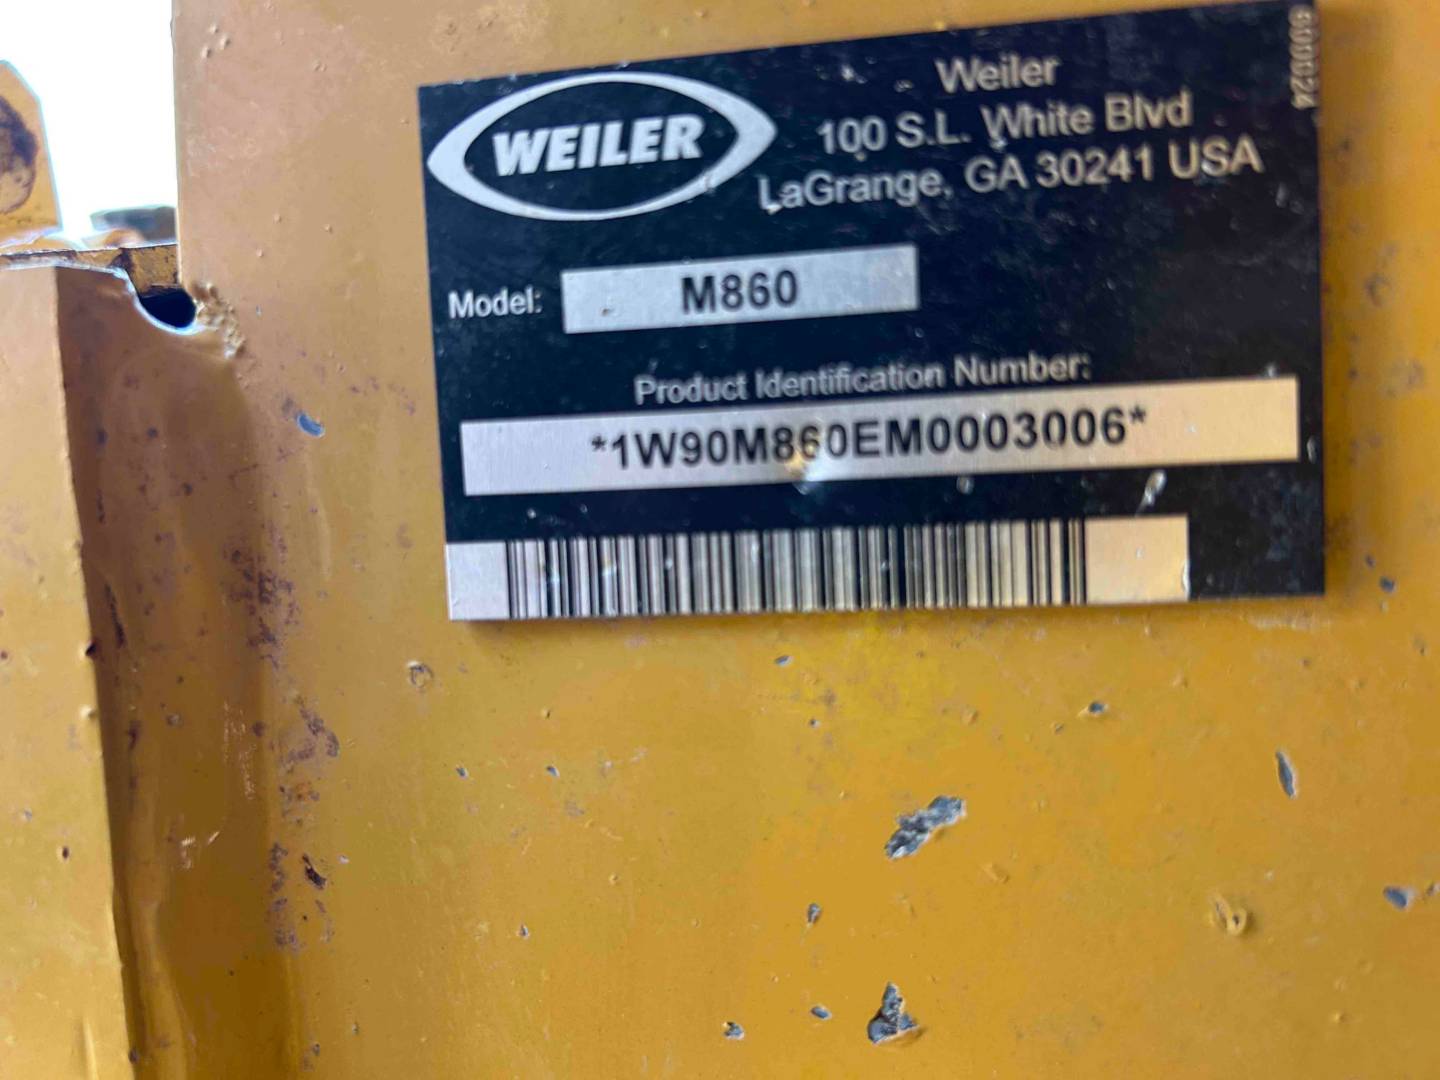 WEILER
Weiler
100 S.L. White Blvd
LaGrange, GA 30241 USA
Model: M860
Product Identification Number:
*1W90M860EM0003006*